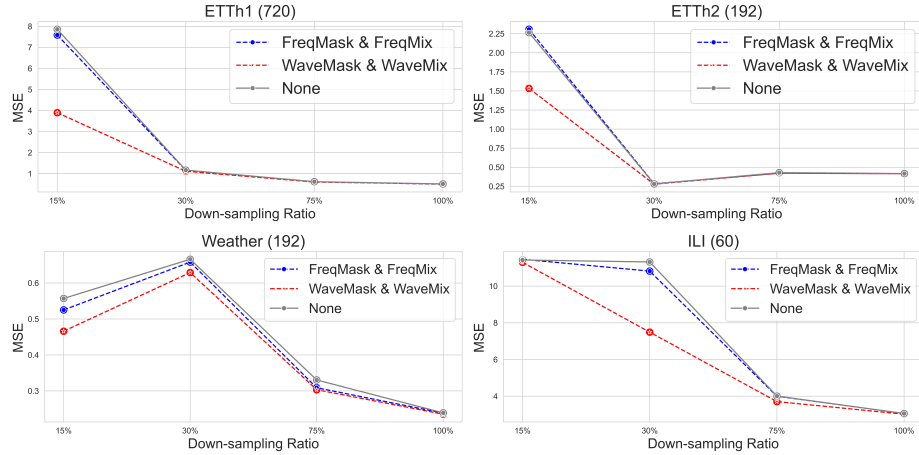 ETTh1 (720)
8
7
6
5
4
3
2
1
MSE
FreqMask & FreqMix
WaveMask & WaveMix
None
15%
30%
75%
100%
Down-sampling Ratio
ETTh2 (192)
2.25
2.00
1.75
1.50
1.25
1.00
0.75
0.50
0.25
MSE
FreqMask & FreqMix
WaveMask & WaveMix
None
15%
30%
75%
100%
Down-sampling Ratio
Weather (192)
0.6
0.5
0.4
0.3
MSE
FreqMask & FreqMix
WaveMask & WaveMix
None
15%
30%
75%
100%
Down-sampling Ratio
ILI (60)
10
8
6
4
MSE
FreqMask & FreqMix
WaveMask & WaveMix
None
15%
30%
75%
100%
Down-sampling Ratio